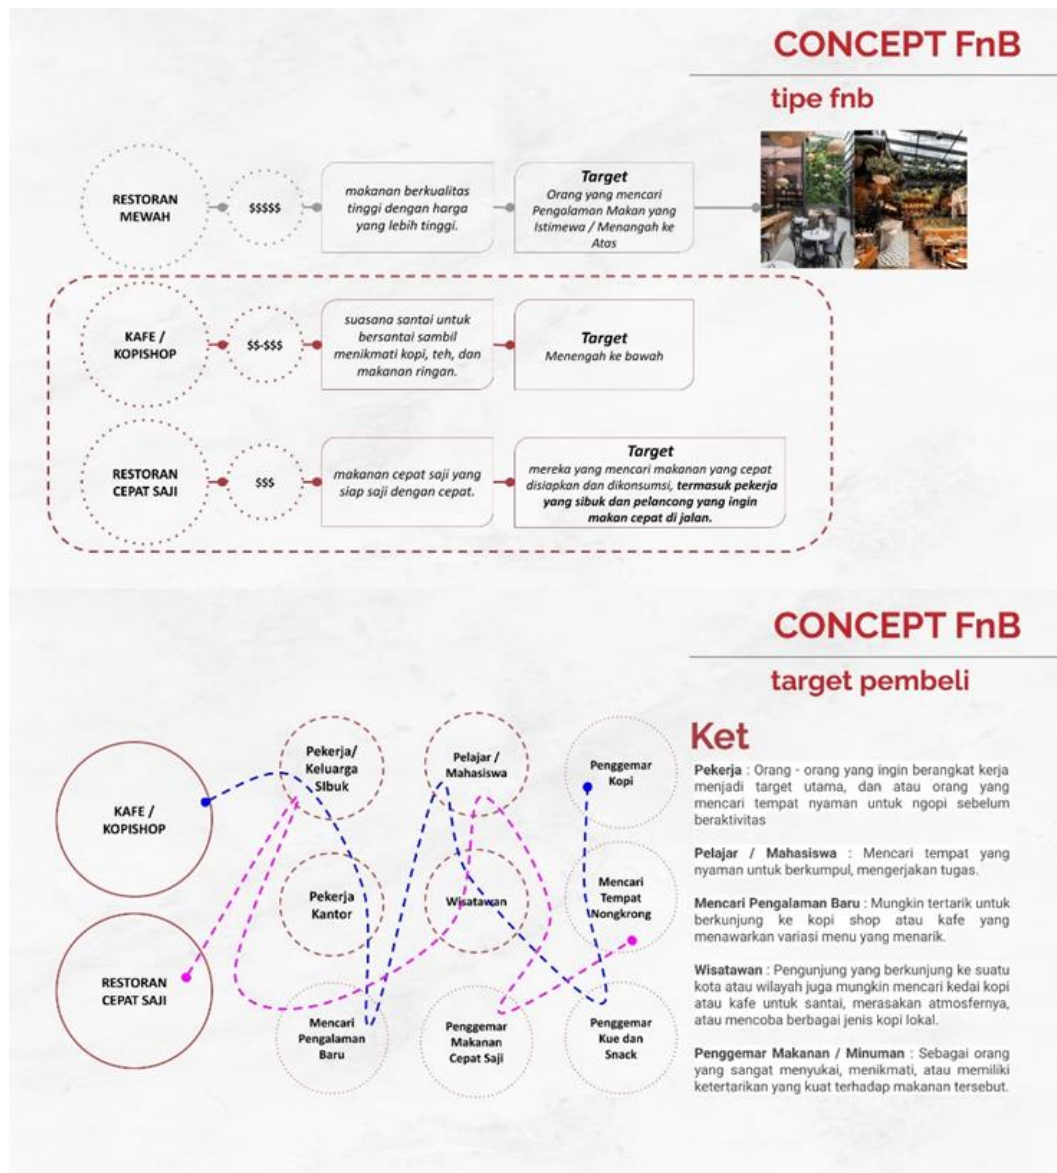 CONCEPT FnB
tipe fnb
RESTORAN
MEWAH
$$$$$
makanan berkualitas
tinggi dengan harga
yang lebih tinggi.
Target
Orang yang mencari
Pengalaman Makan yang
Istimewa / Menangah ke
Atas
KAFE /
KOPISHOP
$$-$$$
suasana santai untuk
bersantai sambil
menikmati kopi, teh, dan
makanan ringan.
Target
Menengah ke bawah
RESTORAN
CEPAT SAJI
$$$
makanan cepat saji yang
siap saji dengan cepat.
Target
mereka yang mencari makanan yang cepat
disiapkan dan dikonsumsi, termasuk pekerja
yang sibuk dan pelancong yang ingin
makan cepat di jalan.
CONCEPT FnB
target pembeli
KAFE /
KOPISHOP
RESTORAN
CEPAT SAJI
Pekerja/
Keluarga
SIbuk
Pelajar /
Mahasiswa
Penggemar
Kopi
Pekerja
Kantor
Wisatawan
Mencari
Tempat
Nongkrong
Mencari
Pengalaman
Baru
Penggemar
Makanan
Cepat Saji
Penggemar
Kue dan
Snack
Ket
Pekerja : Orang - orang yang ingin berangkat kerja
menjadi target utama, dan atau orang yang
mencari tempat nyaman untuk ngopi sebelum
beraktivitas
Pelajar / Mahasiswa : Mencari tempat yang
nyaman untuk berkumpul, mengerjakan tugas.
Mencari Pengalaman Baru : Mungkin tertarik untuk
berkunjung ke kopi shop atau kafe yang
menawarkan variasi menu yang menarik.
Wisatawan : Pengunjung yang berkunjung ke suatu
kota atau wilayah juga mungkin mencari kedai kopi
atau kafe untuk santai, merasakan atmosfernya,
atau mencoba berbagai jenis kopi lokal.
Penggemar Makanan / Minuman : Sebagai orang
yang sangat menyukai, menikmati, atau memiliki
ketertarikan yang kuat terhadap makanan tersebut.